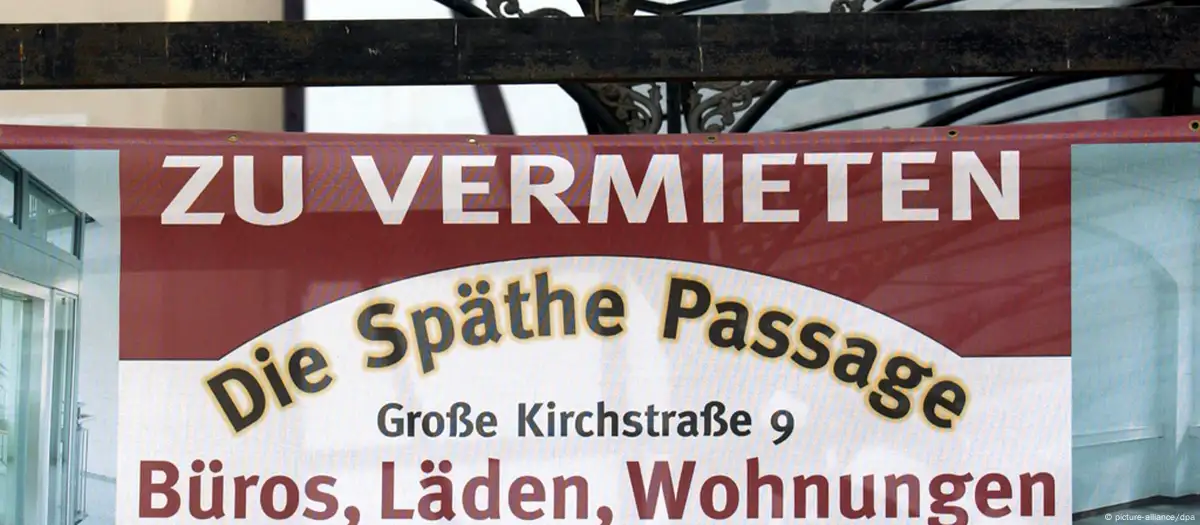 ZU VERMIETEN
Die Späthe Passage
Große Kirchstraße 9
Büros, Läden, Wohnungen
© picture-alliance/dpa